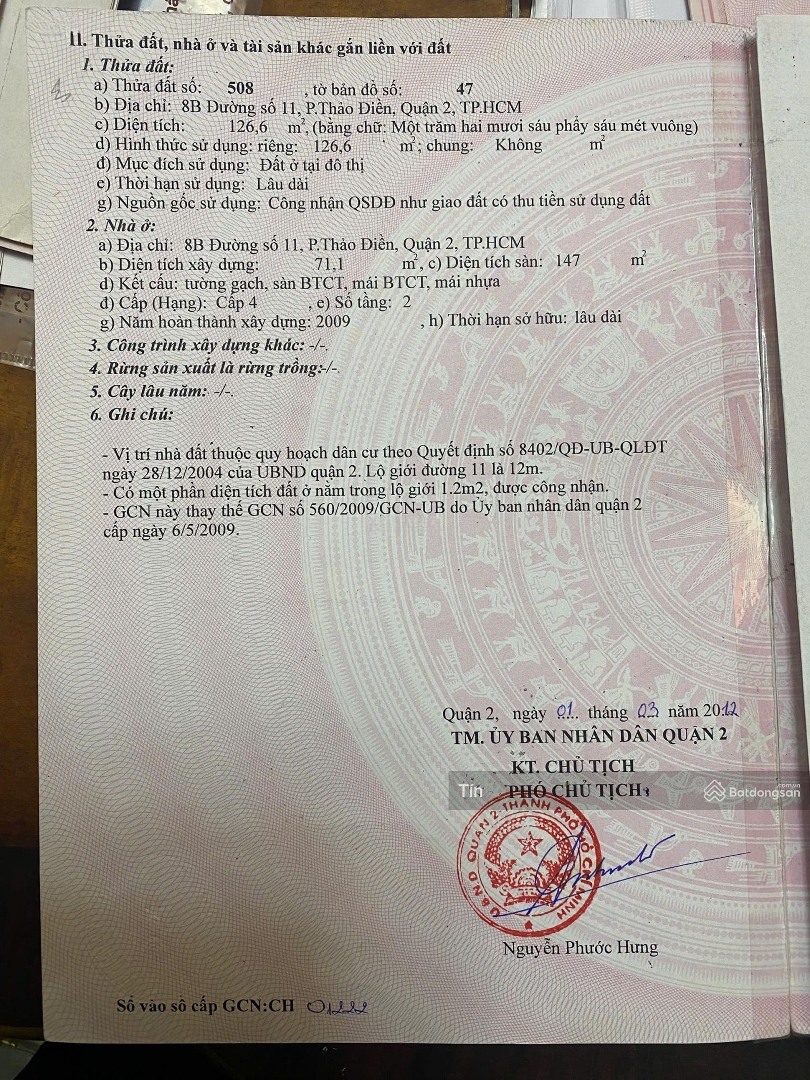 II. Thửa đất, nhà ở và tài sản khác gắn liền với đất
1. Thửa đất:
a) Thửa đất số: 508 , tờ bản đồ số: 47
b) Địa chỉ: 8B Đường số 11, P.Thảo Điền, Quận 2, TP.HCM
c) Diện tích: 126,6 m², (bằng chữ: Một trăm hai mươi sáu phẩy sáu mét vuông)
d) Hình thức sử dụng: riêng: 126,6 m²; chung: Không m²
đ) Mục đích sử dụng: Đất ở tại đô thị
e) Thời hạn sử dụng: Lâu dài
g) Nguồn gốc sử dụng: Công nhận QSDĐ như giao đất có thu tiền sử dụng đất
2. Nhà ở:
a) Địa chỉ: 8B Đường số 11, P.Thảo Điền, Quận 2, TP.HCM
b) Diện tích xây dựng: 71,1 m², c) Diện tích sàn: 147 m²
d) Kết cấu: tường gạch, sàn BTCT, mái BTCT, mái nhựa
đ) Cấp (Hạng): Cấp 4 , e) Số tầng: 2
g) Năm hoàn thành xây dựng: 2009 , h) Thời hạn sở hữu: lâu dài
3. Công trình xây dựng khác: -/-.
4. Rừng sản xuất là rừng trồng:-/-.
5. Cây lâu năm: -/-.
6. Ghi chú:
- Vị trí nhà đất thuộc quy hoạch dân cư theo Quyết định số 8402/QĐ-UB-QLĐT
ngày 28/12/2004 của UBND quận 2. Lộ giới đường 11 là 12m.
- Có một phần diện tích đất ở nằm trong lộ giới 1.2m2, được công nhận.
- GCN này thay thế GCN số 560/2009/GCN-UB do Ủy ban nhân dân quận 2
cấp ngày 6/5/2009.
Quận 2, ngày 01 tháng 03 năm 2012
TM. ỦY BAN NHÂN DÂN QUẬN 2
KT. CHỦ TỊCH
PHÓ CHỦ TỊCH
Tín
Batdongsan
.com.vn
U.B.N.D QUẬN 2 - THÀNH PHỐ HỒ CHÍ MINH
Nguyễn Phước Hưng
Số vào sổ cấp GCN:CH 01222